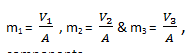 m₁ = V₁/A , m₂ = V₂/A & m₃ = V₃/A ,